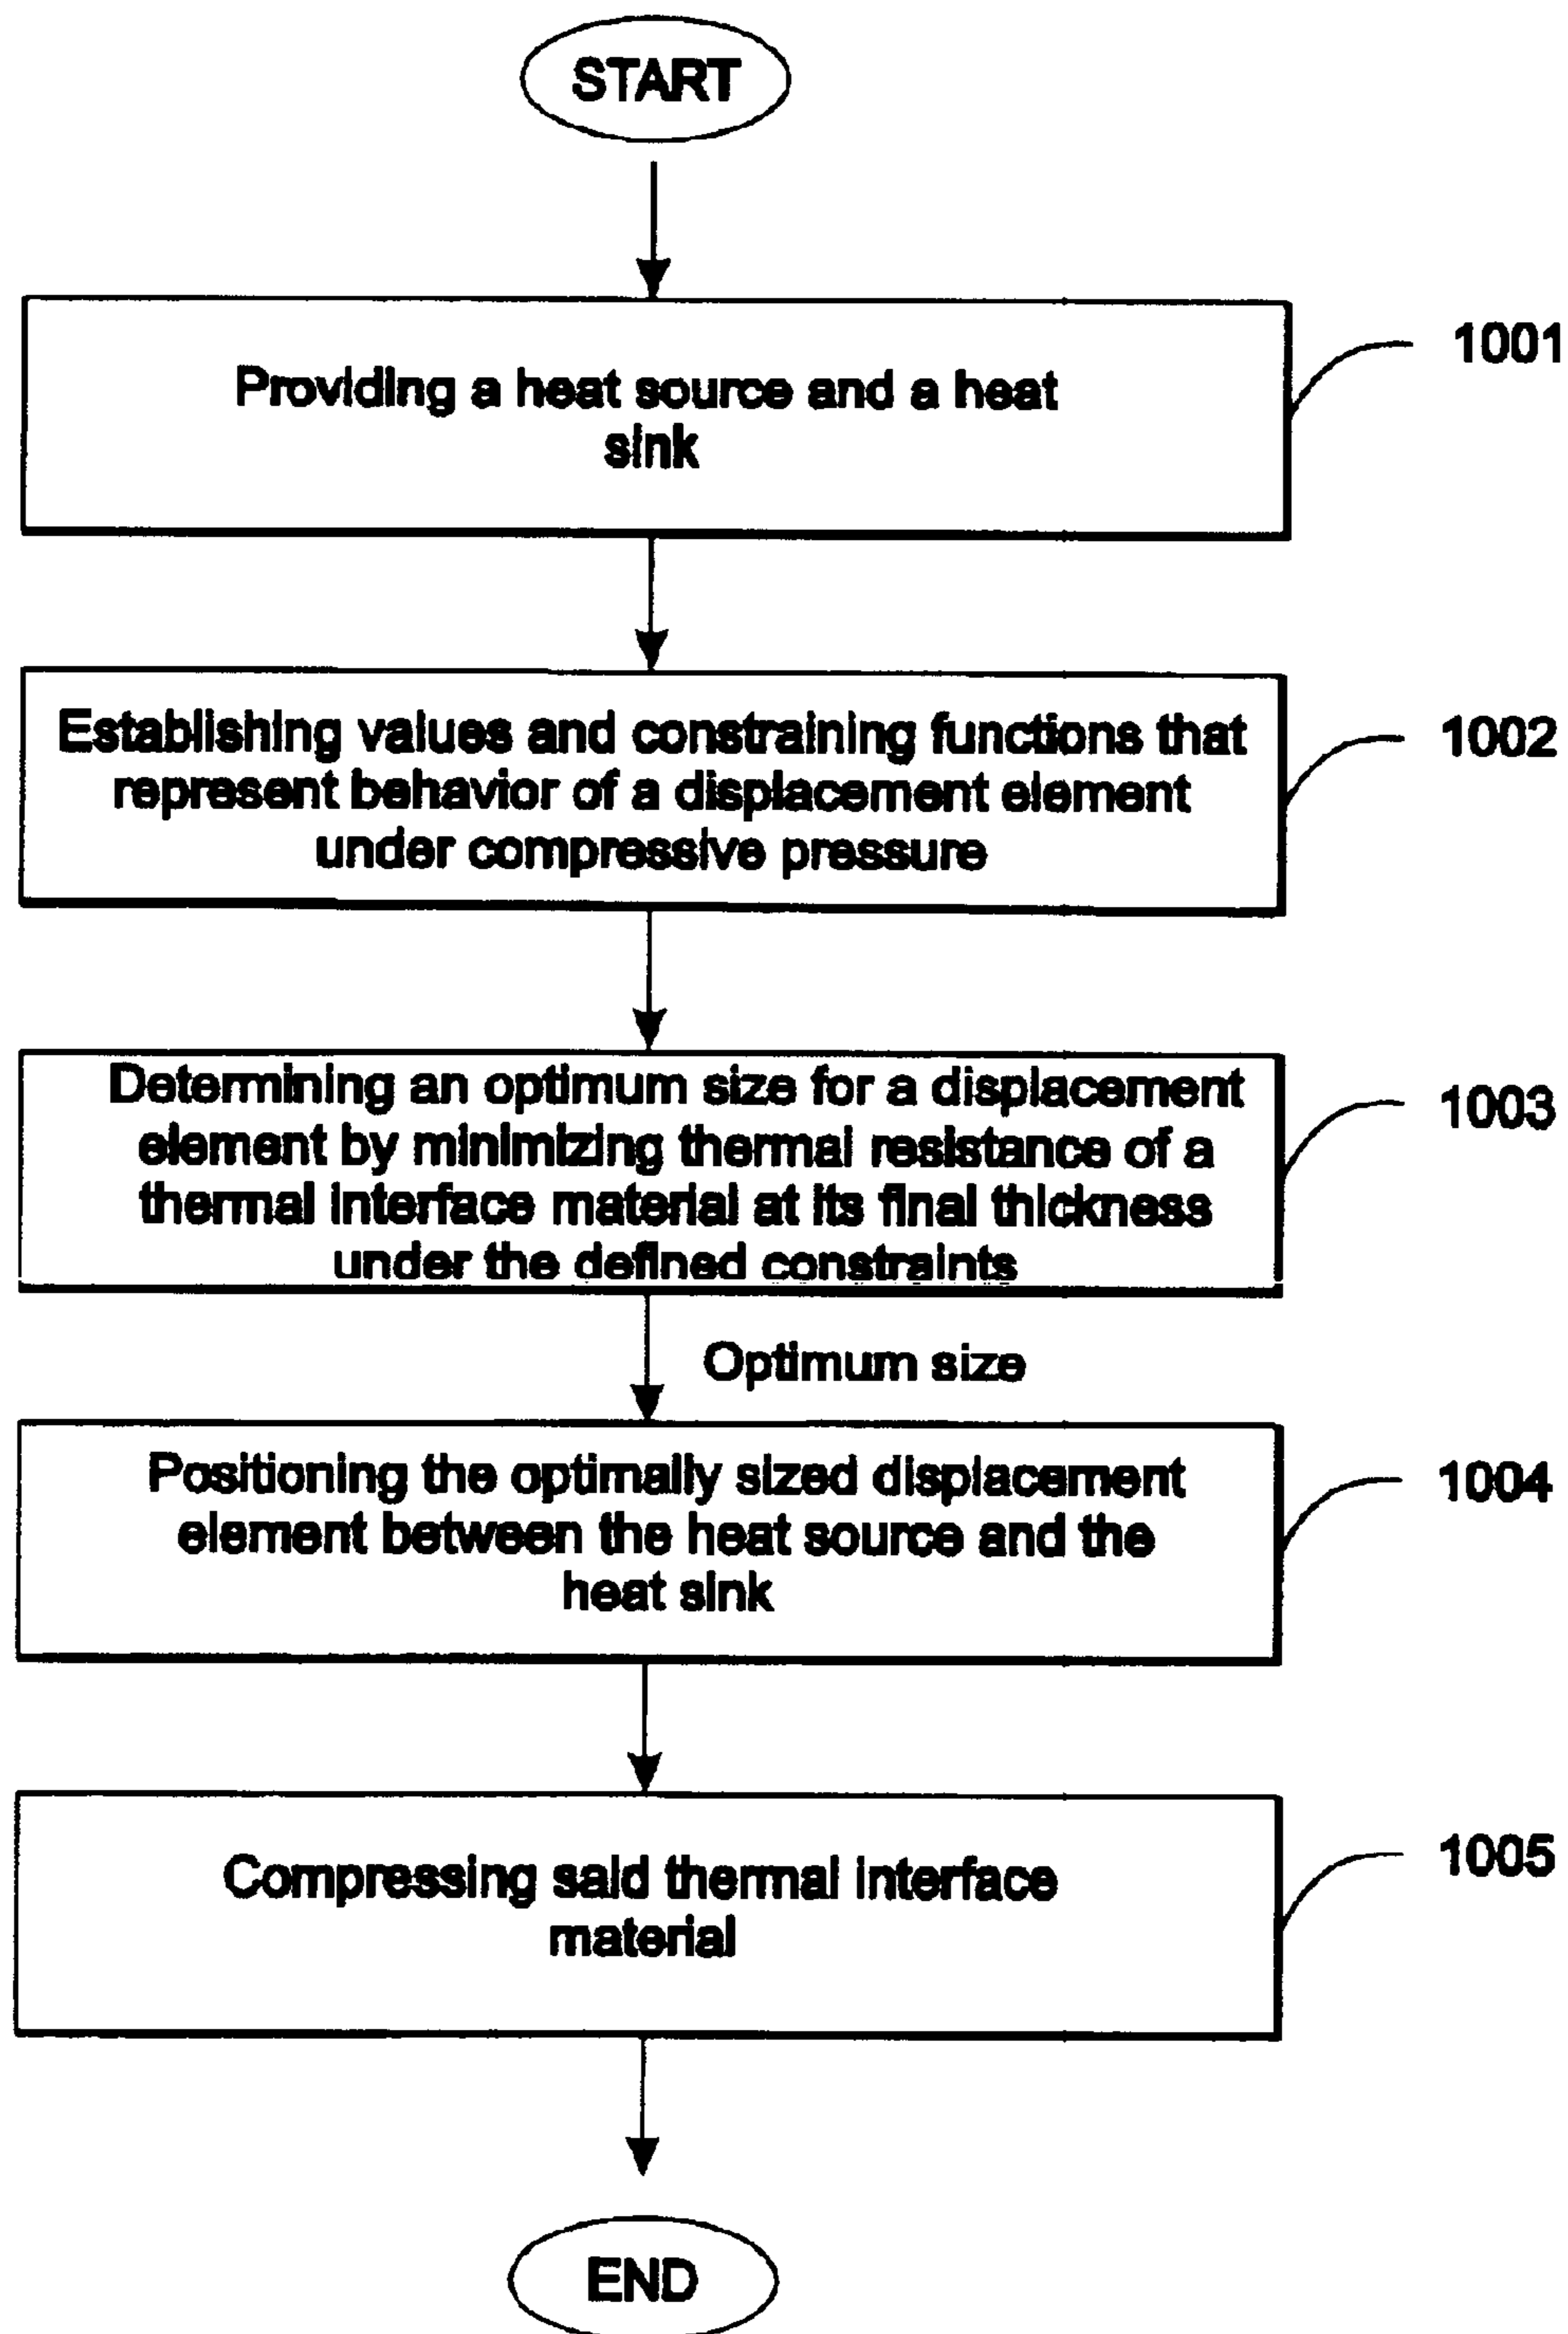 START
Providing a heat source and a heat
sink
1001
Establishing values and constraining functions that
represent behavior of a displacement element
under compressive pressure
1002
Determining an optimum size for a displacement
element by minimizing thermal resistance of a
thermal interface material at its final thickness
under the defined constraints
1003
Optimum size
Positioning the optimally sized displacement
element between the heat source and the
heat sink
1004
Compressing said thermal interface
material
1005
END